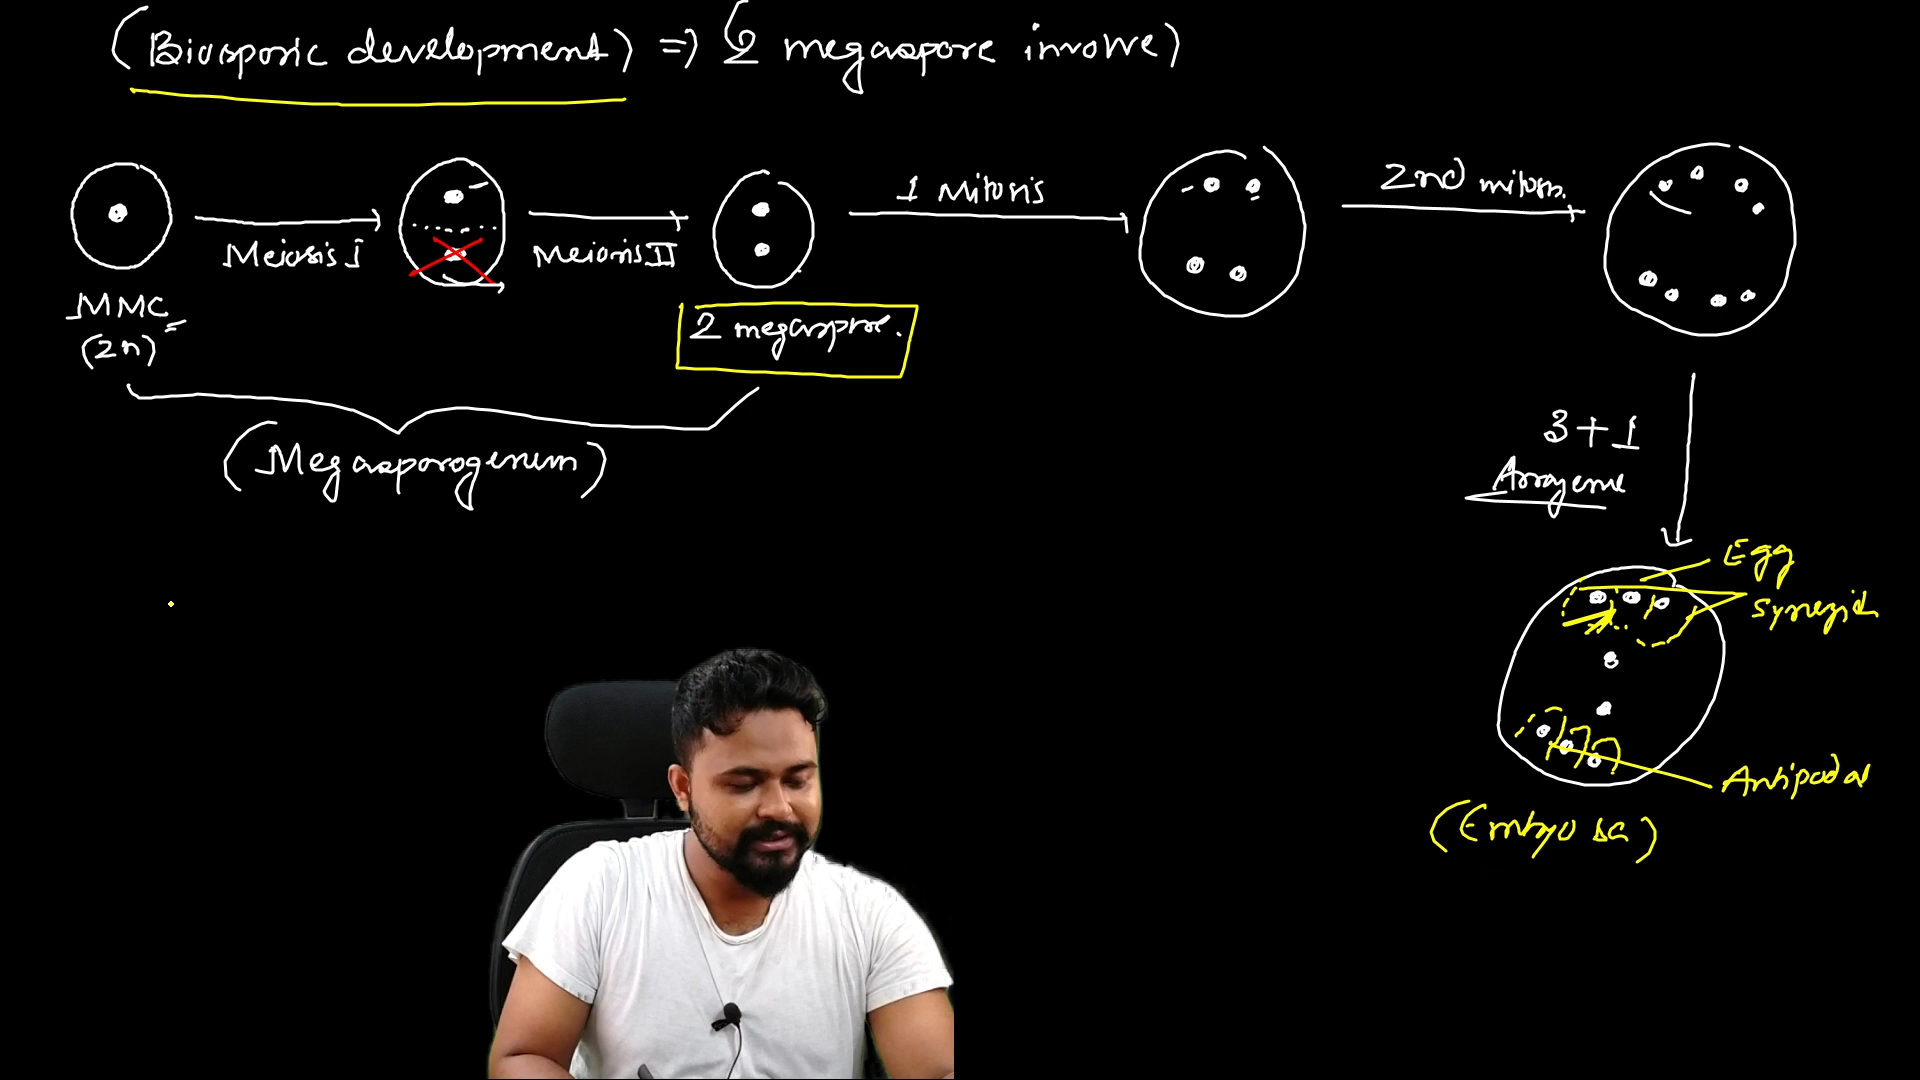 (Biosporic development) => (2 megaspore involve)
Meiosis I
Meiosis II
1 Mitosis
2nd mitosis.
MMC
(2n)
2 megaspore.
(Megasporogenesis)
3+1
Arrangeme
Egg
Synergid
Antipodal
(Embryo sac)